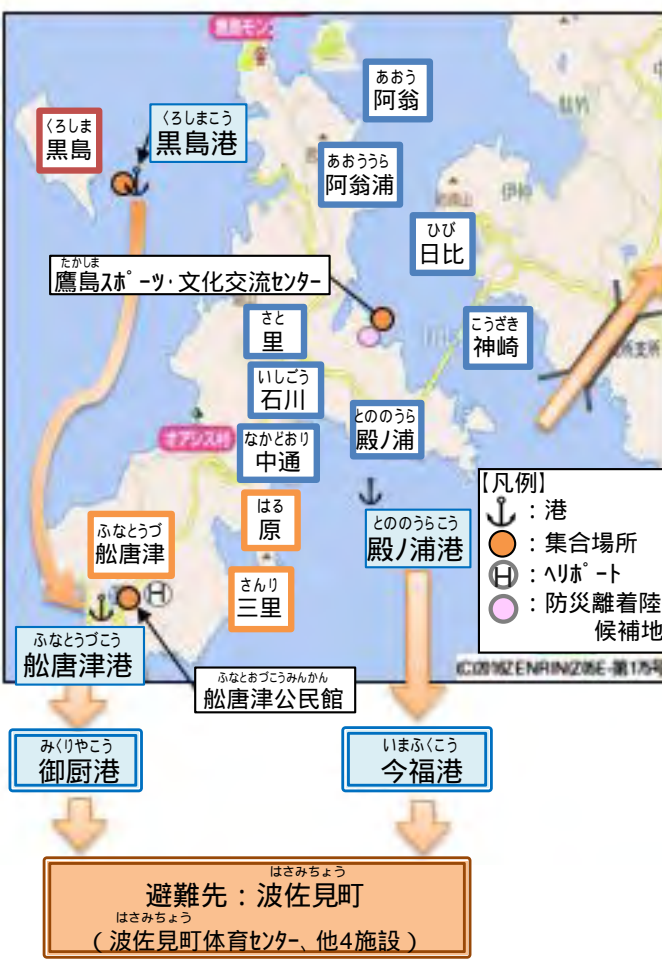 あおう
阿翁
くろしま
黒島
くろしまこう
黒島港
あおううら
阿翁浦
ひび
日比
たかしま
鷹島スポーツ・文化交流センター
さと
里
こうざき
神崎
いしごう
石川
とののうら
殿ノ浦
オアシス村
なかどおり
中通
はる
原
ふなとうづ
舩唐津
さんり
三里
とののうらこう
殿ノ浦港
【凡例】
：港
：集合場所
H：ヘリポート
：防災離着陸
候補地
H
ふなとうづこう
舩唐津港
ふなとおづこうみんかん
舩唐津公民館
みくりやこう
御厨港
いまふくこう
今福港
はさみちょう
避難先：波佐見町
はさみちょう
（波佐見町体育センター、他4施設）